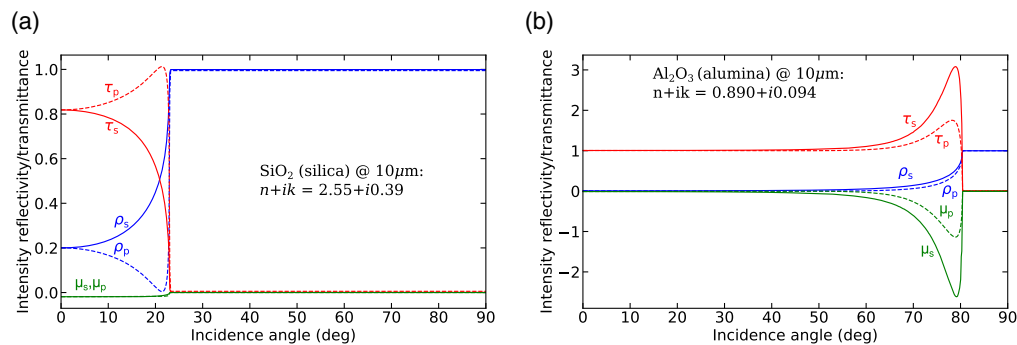 (a)
Intensity reflectivity/transmittance
1.0
0.8
0.6
0.4
0.2
0.0
τp
τs
ρs
ρp
μs,μp
SiO2 (silica) @ 10μm:
n+ik = 2.55+i0.39
0 10 20 30 40 50 60 70 80 90
Incidence angle (deg)
(b)
Intensity reflectivity/transmittance
3
2
1
0
−1
−2
Al2O3 (alumina) @ 10μm:
n+ik = 0.890+i0.094
τs
τp
ρs
ρp
μp
μs
0 10 20 30 40 50 60 70 80 90
Incidence angle (deg)